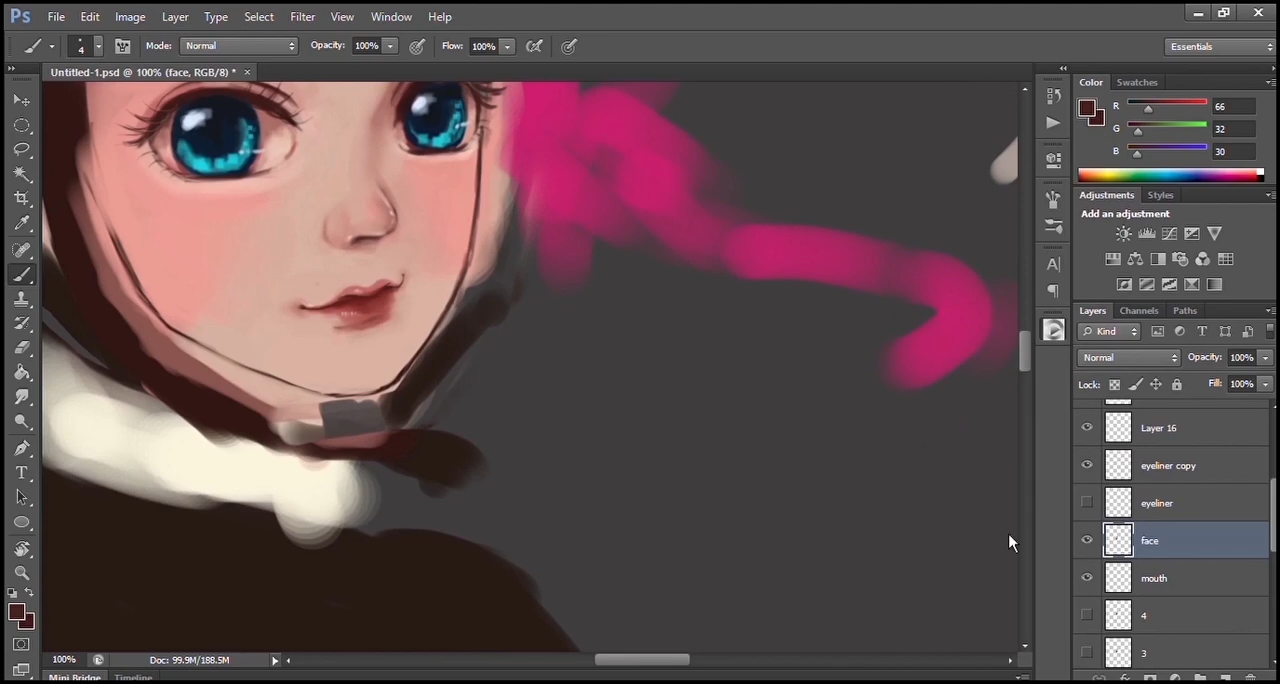 Ps File Edit Image Layer Type Select Filter View Window Help
4 Mode: Normal Opacity: 100% Flow: 100% Essentials
Untitled-1.psd @ 100% (face, RGB/8) * ×
Color Swatches
R 66
G 32
B 30
Adjustments Styles
Add an adjustment
Layers Channels Paths
Kind
Normal Opacity: 100%
Lock: Fill: 100%
Layer 16
eyeliner copy
eyeliner
face
mouth
4
3
100% Doc: 99.9M/188.5M
Mini Bridge Timeline